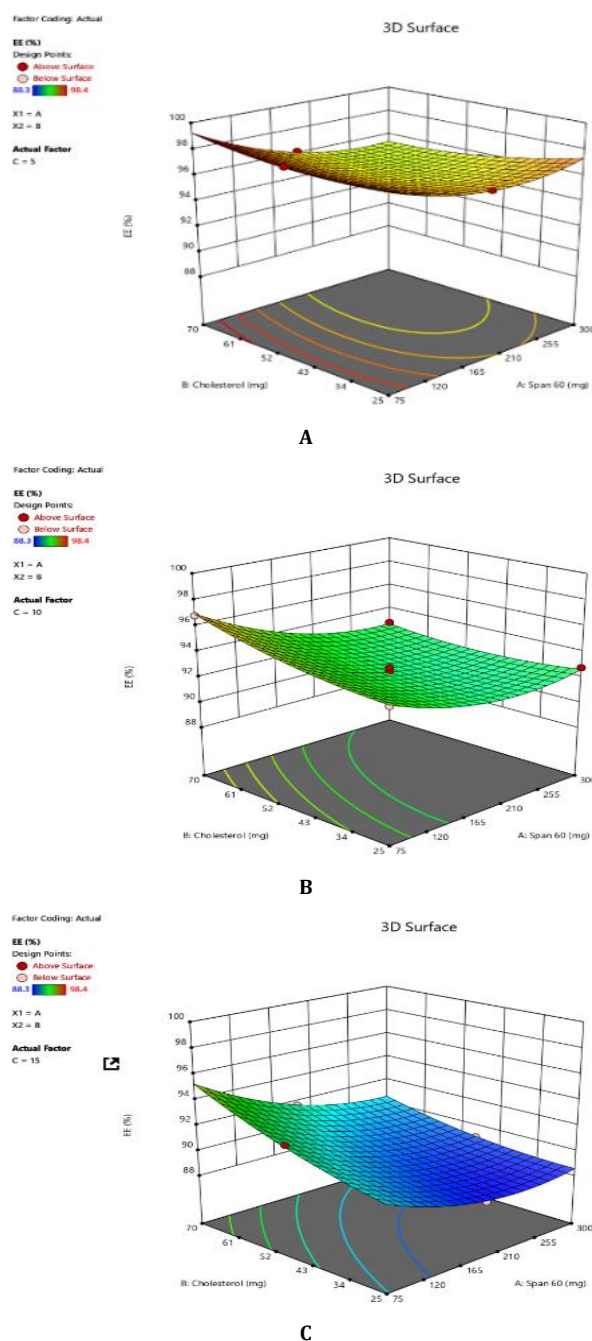 Factor Coding: Actual
3D Surface
EE (%)
Design Points:
Above Surface
Below Surface
88.3 98.4
X1 = A
X2 = B
Actual Factor
C = 5
100
98
96
94
92
90
88
EE (%)
70
61
52
43
34
25
B: Cholesterol (mg)
75
120
165
210
255
300
A: Span 60 (mg)
A
Factor Coding: Actual
3D Surface
EE (%)
Design Points:
Above Surface
Below Surface
88.3 98.4
X1 = A
X2 = B
Actual Factor
C = 10
100
98
96
94
92
90
88
EE (%)
70
61
52
43
34
25
B: Cholesterol (mg)
75
120
165
210
255
300
A: Span 60 (mg)
B
Factor Coding: Actual
3D Surface
EE (%)
Design Points:
Above Surface
Below Surface
88.3 98.4
X1 = A
X2 = B
Actual Factor
C = 15
100
98
96
94
92
90
88
EE (%)
70
61
52
43
34
25
B: Cholesterol (mg)
75
120
165
210
255
300
A: Span 60 (mg)
C